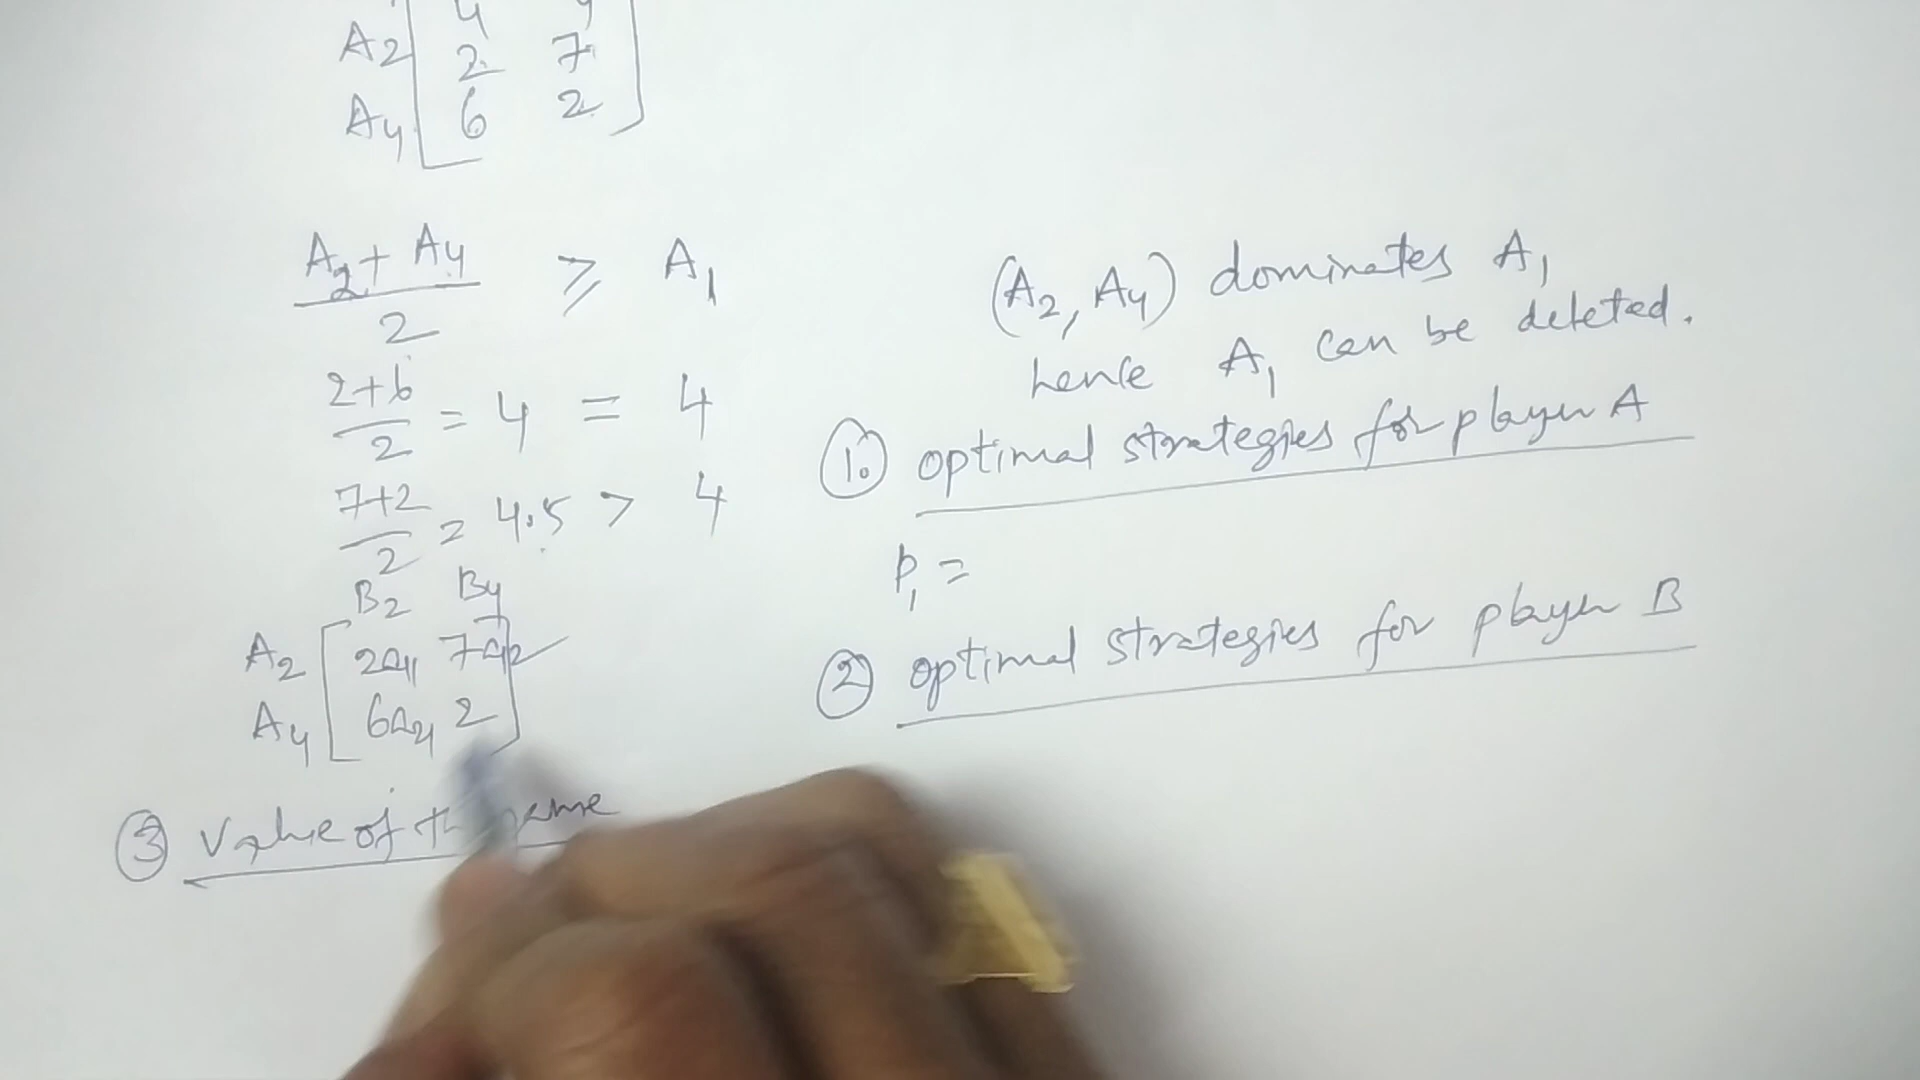 4 4
A2 2 7
A4 6 2
A2 + A4 / 2 ≥ A1
2+6 / 2 = 4 = 4
7+2 / 2 = 4.5 > 4
B2 B4
A2 2a11 7a12
A4 6a21 2
③ Value of the game
(A2, A4) dominates A1
hence A1 can be deleted.
①. optimal strategies for player A
P1 =
② optimal strategies for player B